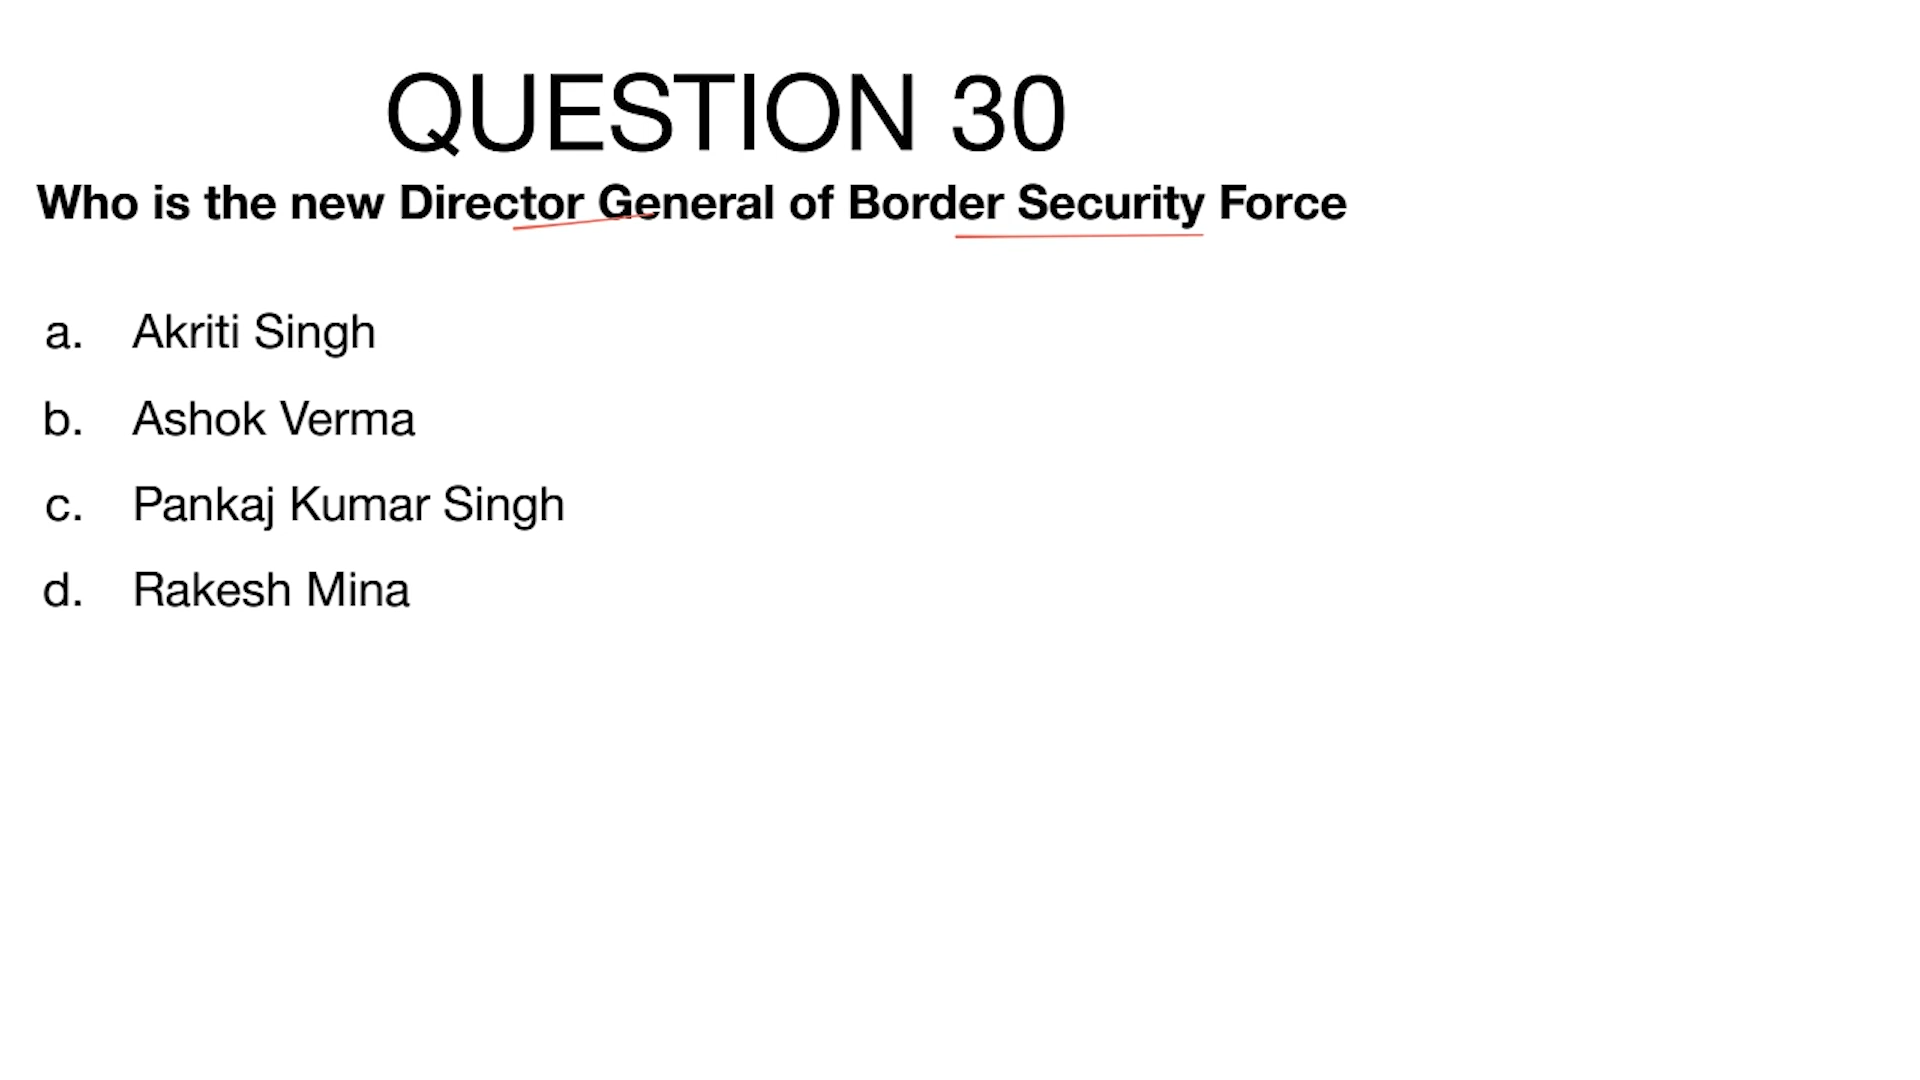 QUESTION 30
Who is the new Director General of Border Security Force
a. Akriti Singh
b. Ashok Verma
c. Pankaj Kumar Singh
d. Rakesh Mina